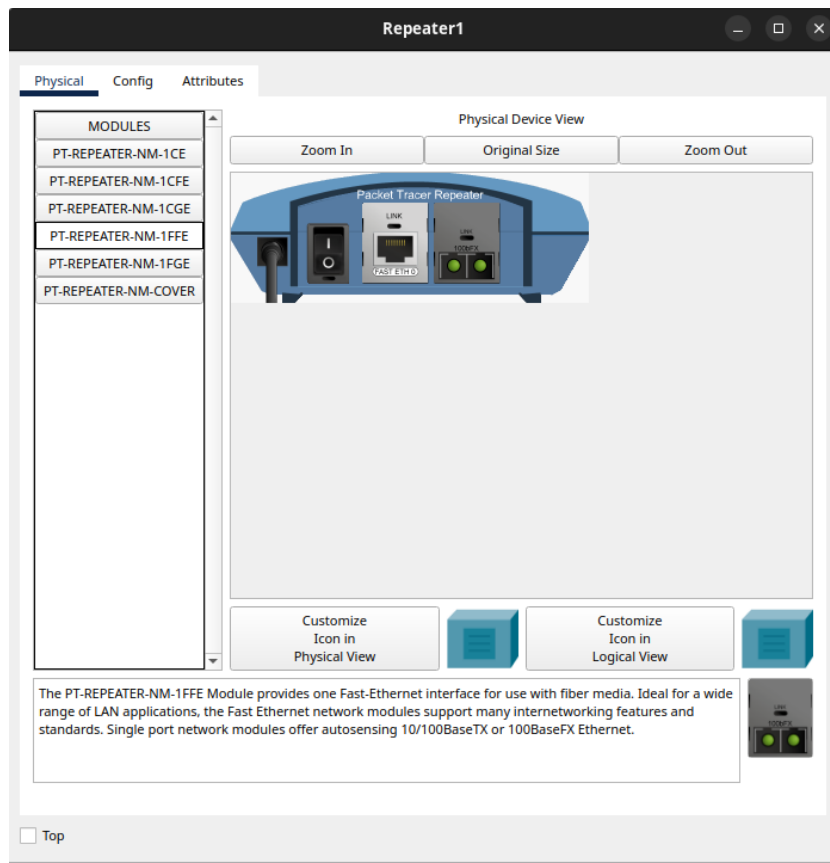 Repeater1
Physical
Config
Attributes
MODULES
PT-REPEATER-NM-1CE
PT-REPEATER-NM-1CFE
PT-REPEATER-NM-1CGE
PT-REPEATER-NM-1FFE
PT-REPEATER-NM-1FGE
PT-REPEATER-NM-COVER
Physical Device View
Zoom In
Original Size
Zoom Out
Packet Tracer Repeater
LINK
FAST ETH 0
LINK
100bFX
Customize
Icon in
Physical View
Customize
Icon in
Logical View
The PT-REPEATER-NM-1FFE Module provides one Fast-Ethernet interface for use with fiber media. Ideal for a wide
range of LAN applications, the Fast Ethernet network modules support many internetworking features and
standards. Single port network modules offer autosensing 10/100BaseTX or 100BaseFX Ethernet.
LINK
100bFX
Top